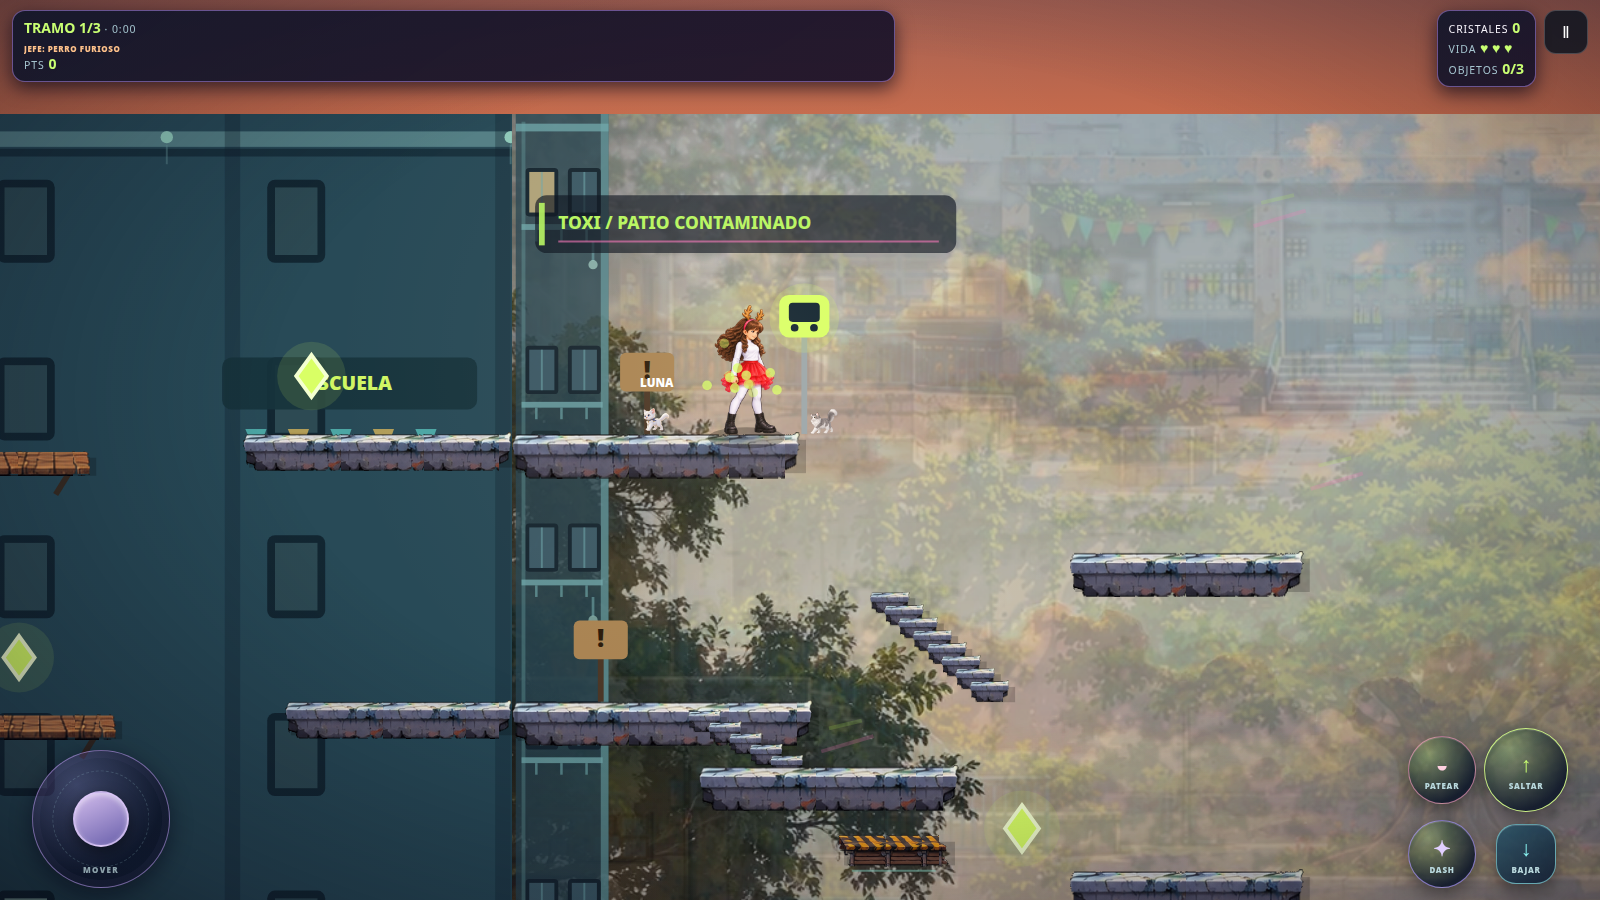 TRAMO 1/3 · 0:00
JEFE: PERRO FURIOSO
PTS 0
CRISTALES 0
VIDA ♥ ♥ ♥
OBJETOS 0/3
II
TOXI / PATIO CONTAMINADO
!
LUNA
SCUELA
!
MOVER
PATEAR
↑
SALTAR
DASH
↓
BAJAR